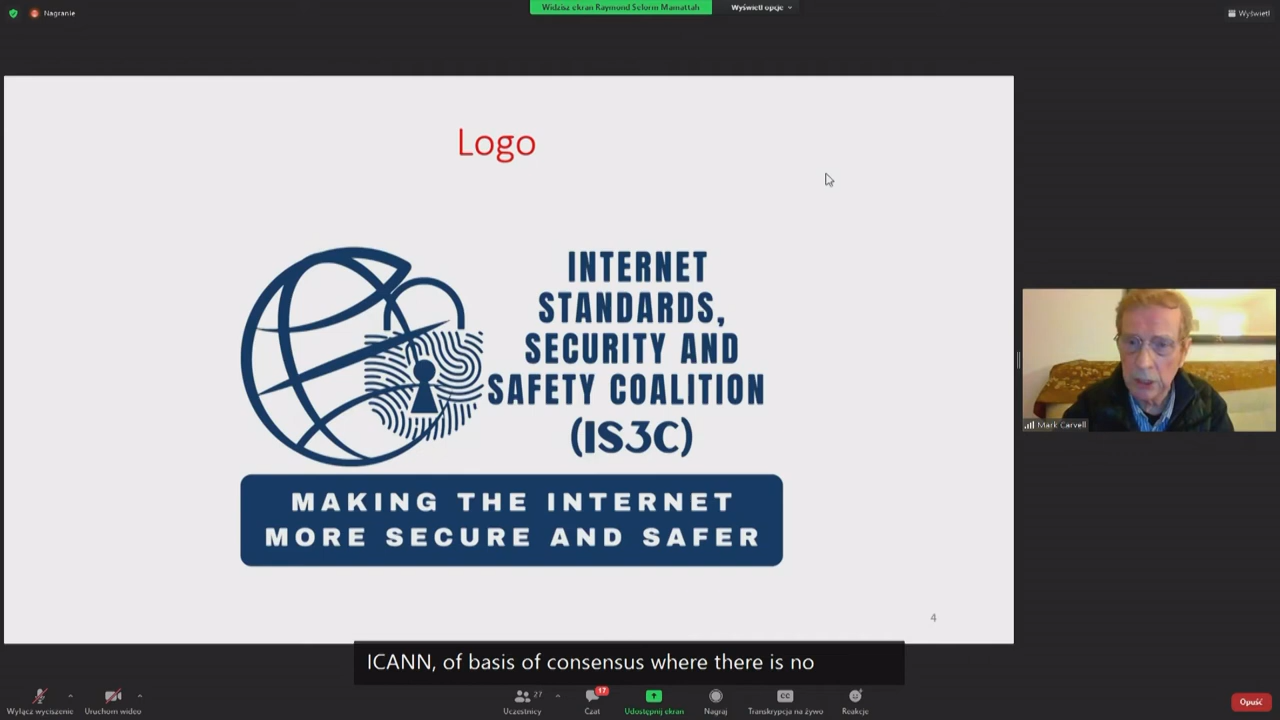 Nagranie
Widzisz ekran Raymond Selorm Mamattah
Wyświetl opcje
Wyświetl
Logo
INTERNET
STANDARDS,
SECURITY AND
SAFETY COALITION
(IS3C)
MAKING THE INTERNET
MORE SECURE AND SAFER
4
Mark Carvell
ICANN, of basis of consensus where there is no
Wyłącz wyciszenie
Uruchom wideo
27
Uczestnicy
17
Czat
Udostępnij ekran
Nagraj
CC
Transkrypcja na żywo
Reakcje
Opuść